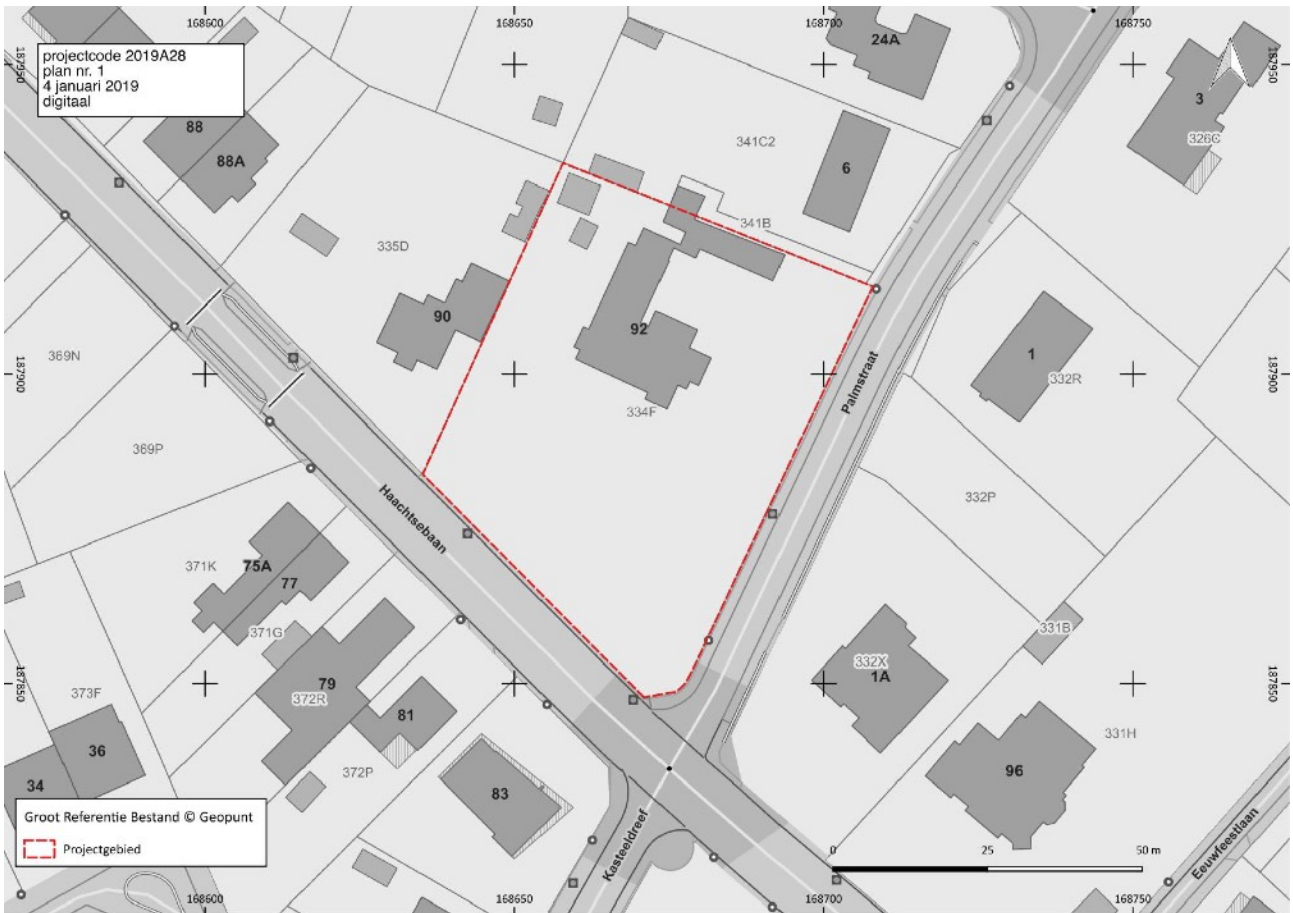 168600
168650
168700
168750
projectcode 2019A28
plan nr. 1
4 januari 2019
digitaal
187950
187950
24A
3
326C
88
88A
341C2
6
341B
335D
90
92
334F
Palmstraat
1
332R
187900
187900
369N
369P
Haachtsebaan
332P
371K
75A
77
371G
79
372R
81
373F
36
34
372P
83
331B
332X
1A
187850
187850
331H
96
Groot Referentie Bestand © Geopunt
Projectgebied
Kasteeldreef
Eeuwfeestlaan
0
25
50 m
168600
168650
168700
168750